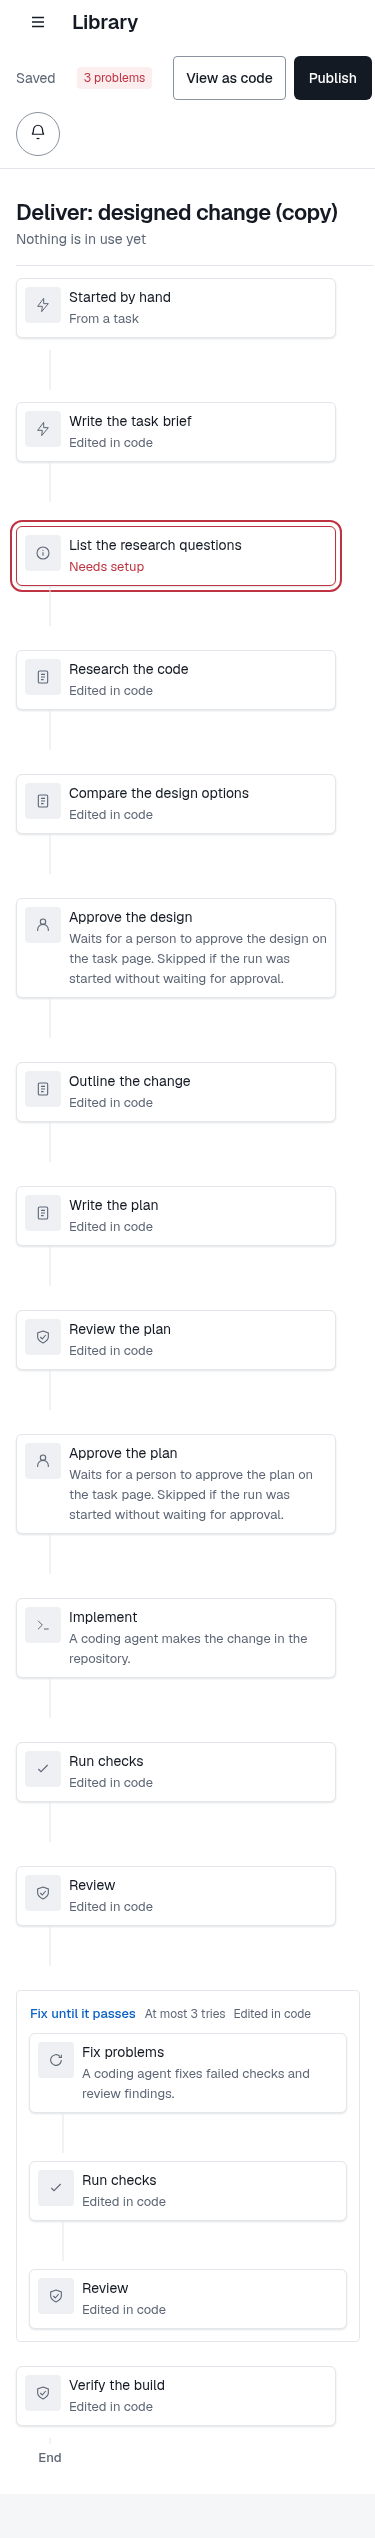 Library
Saved
3 problems
View as code
Publish
Deliver: designed change (copy)
Nothing is in use yet
Started by hand
From a task
Write the task brief
Edited in code
List the research questions
Needs setup
Research the code
Edited in code
Compare the design options
Edited in code
Approve the design
Waits for a person to approve the design on
the task page. Skipped if the run was
started without waiting for approval.
Outline the change
Edited in code
Write the plan
Edited in code
Review the plan
Edited in code
Approve the plan
Waits for a person to approve the plan on
the task page. Skipped if the run was
started without waiting for approval.
Implement
A coding agent makes the change in the
repository.
Run checks
Edited in code
Review
Edited in code
Fix until it passes At most 3 tries Edited in code
Fix problems
A coding agent fixes failed checks and
review findings.
Run checks
Edited in code
Review
Edited in code
Verify the build
Edited in code
End